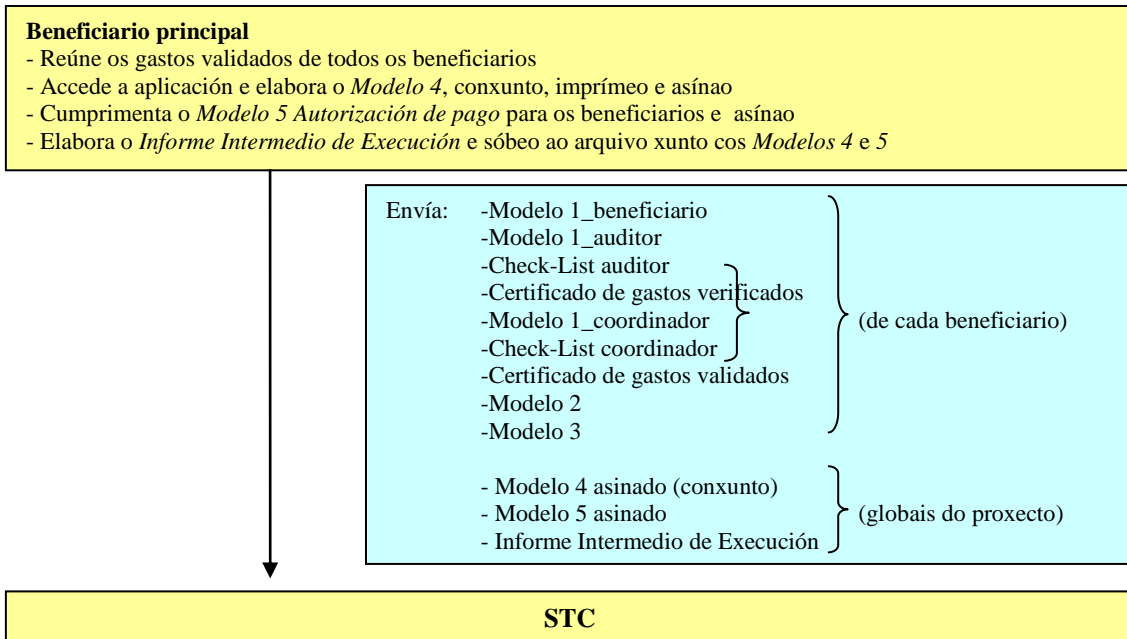 Beneficiario principal
- Reúne os gastos validados de todos os beneficiarios
- Accede a aplicación e elabora o Modelo 4, conxunto, imprímeo e asínao
- Cumprimenta o Modelo 5 Autorización de pago para os beneficiarios e asínao
- Elabora o Informe Intermedio de Execución e sóbeo ao arquivo xunto cos Modelos 4 e 5
Envía: -Modelo 1_beneficiario
-Modelo 1_auditor
-Check-List auditor
-Certificado de gastos verificados
-Modelo 1_coordinador
-Check-List coordinador
-Certificado de gastos validados
-Modelo 2
-Modelo 3
(de cada beneficiario)
- Modelo 4 asinado (conxunto)
- Modelo 5 asinado
- Informe Intermedio de Execución
(globais do proxecto)
STC